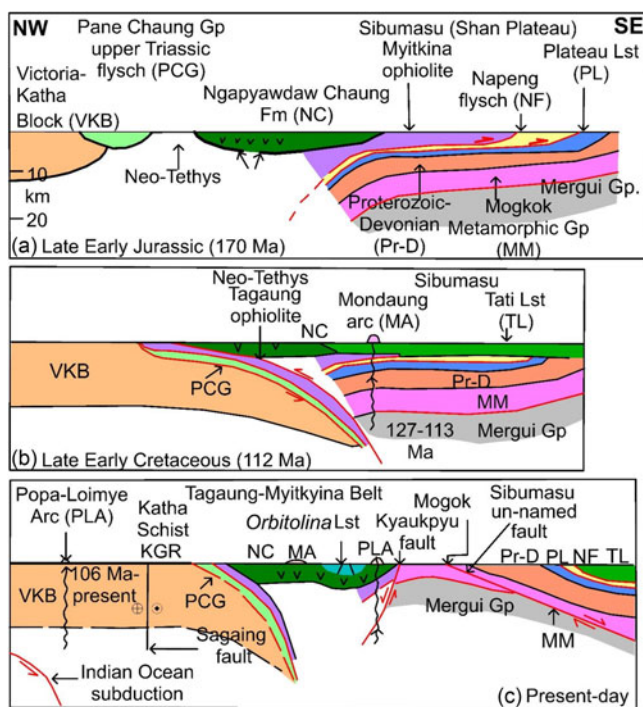 NW
SE
Pane Chaung Gp
upper Triassic
flysch (PCG)
Victoria-
Katha
Block (VKB)
Ngapyawdaw Chaung
Fm (NC)
Sibumasu (Shan Plateau)
Myitkina
ophiolite
Napeng
flysch (NF)
Plateau Lst
(PL)
10
km
20
Neo-Tethys
Proterozoic-
Devonian
(Pr-D)
Mogkok
Metamorphic Gp
(MM)
Mergui Gp.
(a) Late Early Jurassic (170 Ma)
Neo-Tethys
Tagaung
ophiolite
NC
Sibumasu
Mondaung
arc (MA)
Tati Lst
(TL)
VKB
PCG
Pr-D
MM
127-113
Ma
Mergui Gp
(b) Late Early Cretaceous (112 Ma)
Popa-Loimye
Arc (PLA)
Katha
Schist
KGR
Tagaung-Myitkyina Belt
Orbitolina Lst
NC
MA
PLA
Kyaukpyu
fault
Mogok
Sibumasu
un-named
fault
Pr-D
PL
NF
TL
106 Ma-
present
VKB
PCG
Mergui Gp
MM
Sagaing
fault
Indian Ocean
subduction
(c) Present-day